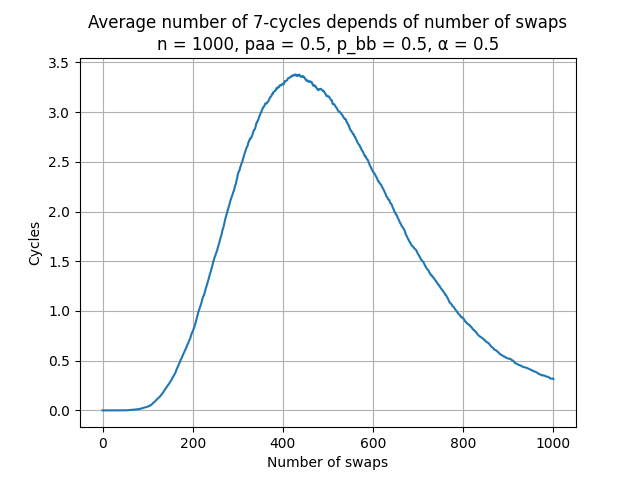 Average number of 7-cycles depends of number of swaps
n = 1000, paa = 0.5, p_bb = 0.5, α = 0.5
3.5
3.0
2.5
2.0
1.5
1.0
0.5
0.0
Cycles
0 200 400 600 800 1000
Number of swaps